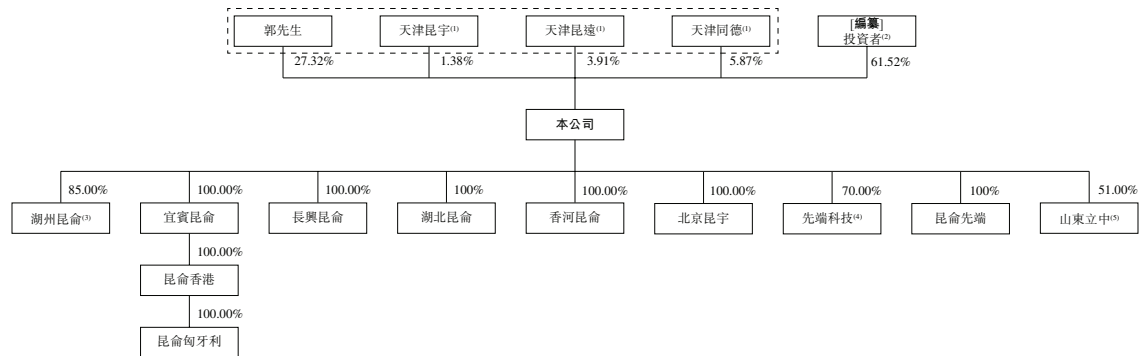 郭先生
天津昆宇(1)
天津昆遠(1)
天津同德(1)
[編纂]
投資者(2)
27.32%
1.38%
3.91%
5.87%
61.52%
本公司
85.00%
100.00%
100.00%
100%
100.00%
100.00%
70.00%
100%
51.00%
湖州昆侖(3)
宜賓昆侖
長興昆侖
湖北昆侖
香河昆侖
北京昆宇
先端科技(4)
昆侖先端
山東立中(5)
100.00%
昆侖香港
100.00%
昆侖匈牙利